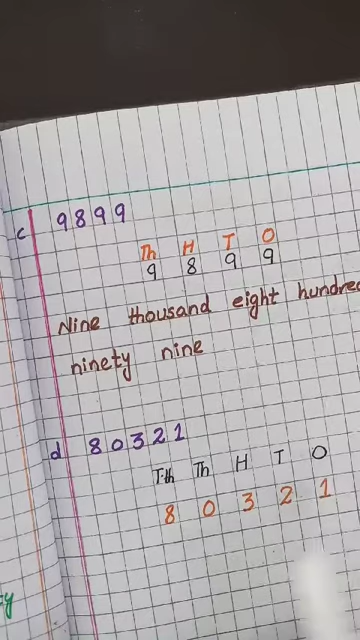 c 9899
Th H T O
9 8 9 9
Nine thousand eight hundred
ninety nine
d 80321
T.th Th H T O
8 0 3 2 1